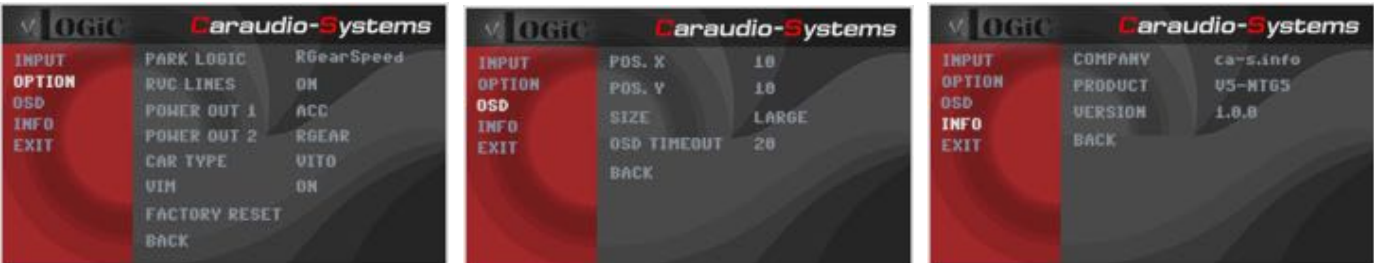 v LOGiC Caraudio-Systems
INPUT
OPTION
OSD
INFO
EXIT
PARK LOGIC RGearSpeed
RVC LINES ON
POWER OUT 1 ACC
POWER OUT 2 RGEAR
CAR TYPE VITO
VIM ON
FACTORY RESET
BACK
v LOGiC Caraudio-Systems
INPUT
OPTION
OSD
INFO
EXIT
POS. X 10
POS. Y 10
SIZE LARGE
OSD TIMEOUT 20
BACK
v LOGiC Caraudio-Systems
INPUT
OPTION
OSD
INFO
EXIT
COMPANY ca-s.info
PRODUCT V5-NTG5
VERSION 1.0.0
BACK